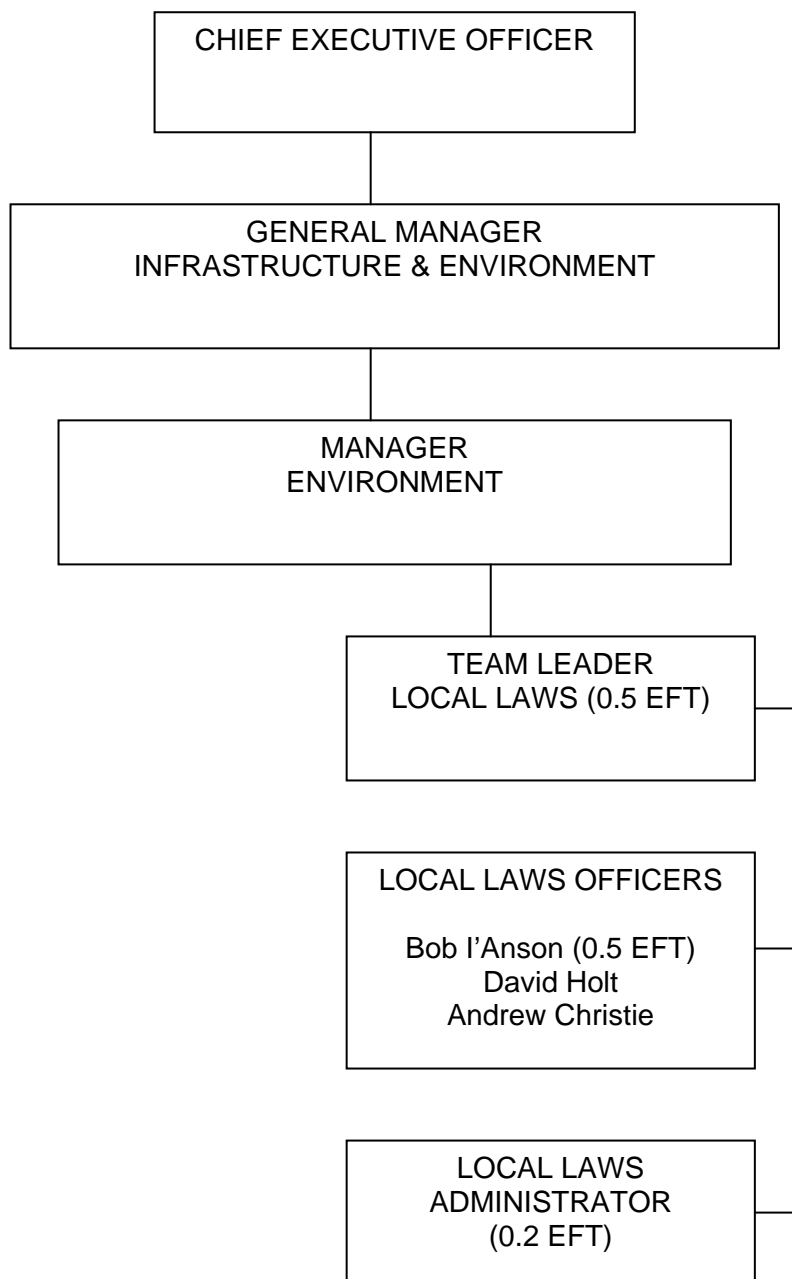 CHIEF EXECUTIVE OFFICER
GENERAL MANAGER
INFRASTRUCTURE & ENVIRONMENT
MANAGER
ENVIRONMENT
TEAM LEADER
LOCAL LAWS (0.5 EFT)
LOCAL LAWS OFFICERS
Bob I'Anson (0.5 EFT)
David Holt
Andrew Christie
LOCAL LAWS
ADMINISTRATOR
(0.2 EFT)